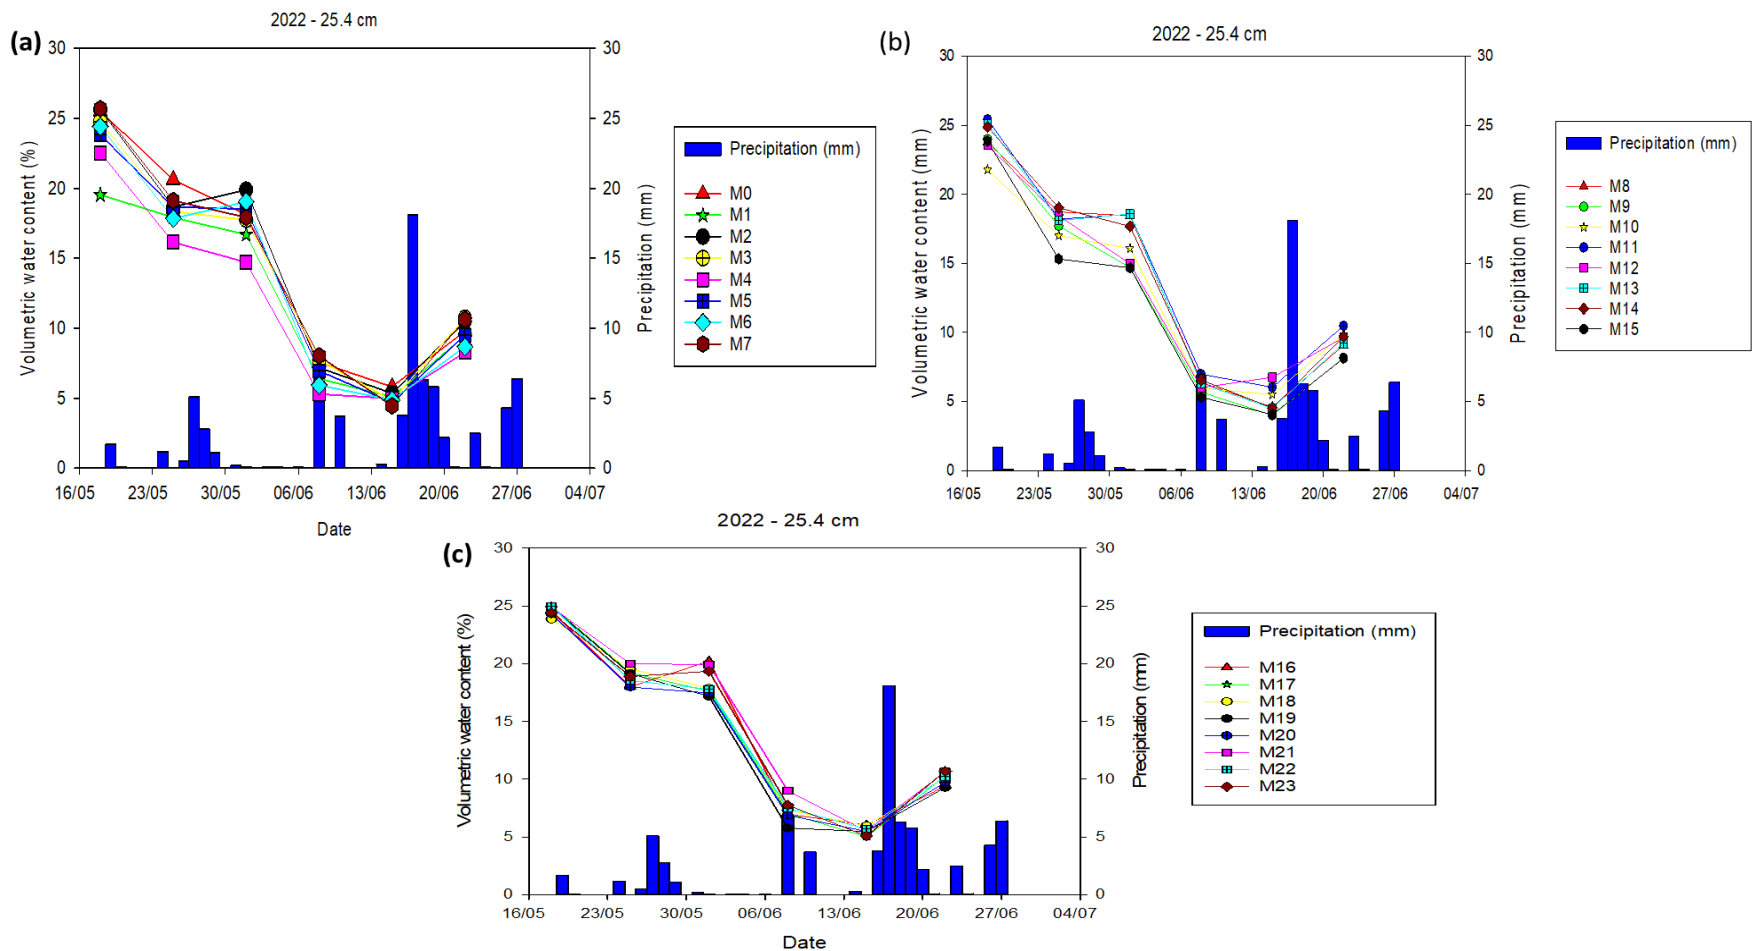 2022 - 25.4 cm
(a)
30
25
20
15
10
5
0
Volumetric water content (%)
30
25
20
15
10
5
0
Precipitation (mm)
16/05
23/05
30/05
06/06
13/06
20/06
27/06
04/07
Date
Precipitation (mm)
M0
M1
M2
M3
M4
M5
M6
M7
(b)
2022 - 25.4 cm
30
25
20
15
10
5
0
Volumetric water content (mm)
30
25
20
15
10
5
0
Precipitation (mm)
16/05
23/05
30/05
06/06
13/06
20/06
27/06
04/07
Precipitation (mm)
M8
M9
M10
M11
M12
M13
M14
M15
2022 - 25.4 cm
(c)
30
25
20
15
10
5
0
Volumetric water content (%)
30
25
20
15
10
5
0
Precipitation (mm)
16/05
23/05
30/05
06/06
13/06
20/06
27/06
04/07
Date
Precipitation (mm)
M16
M17
M18
M19
M20
M21
M22
M23